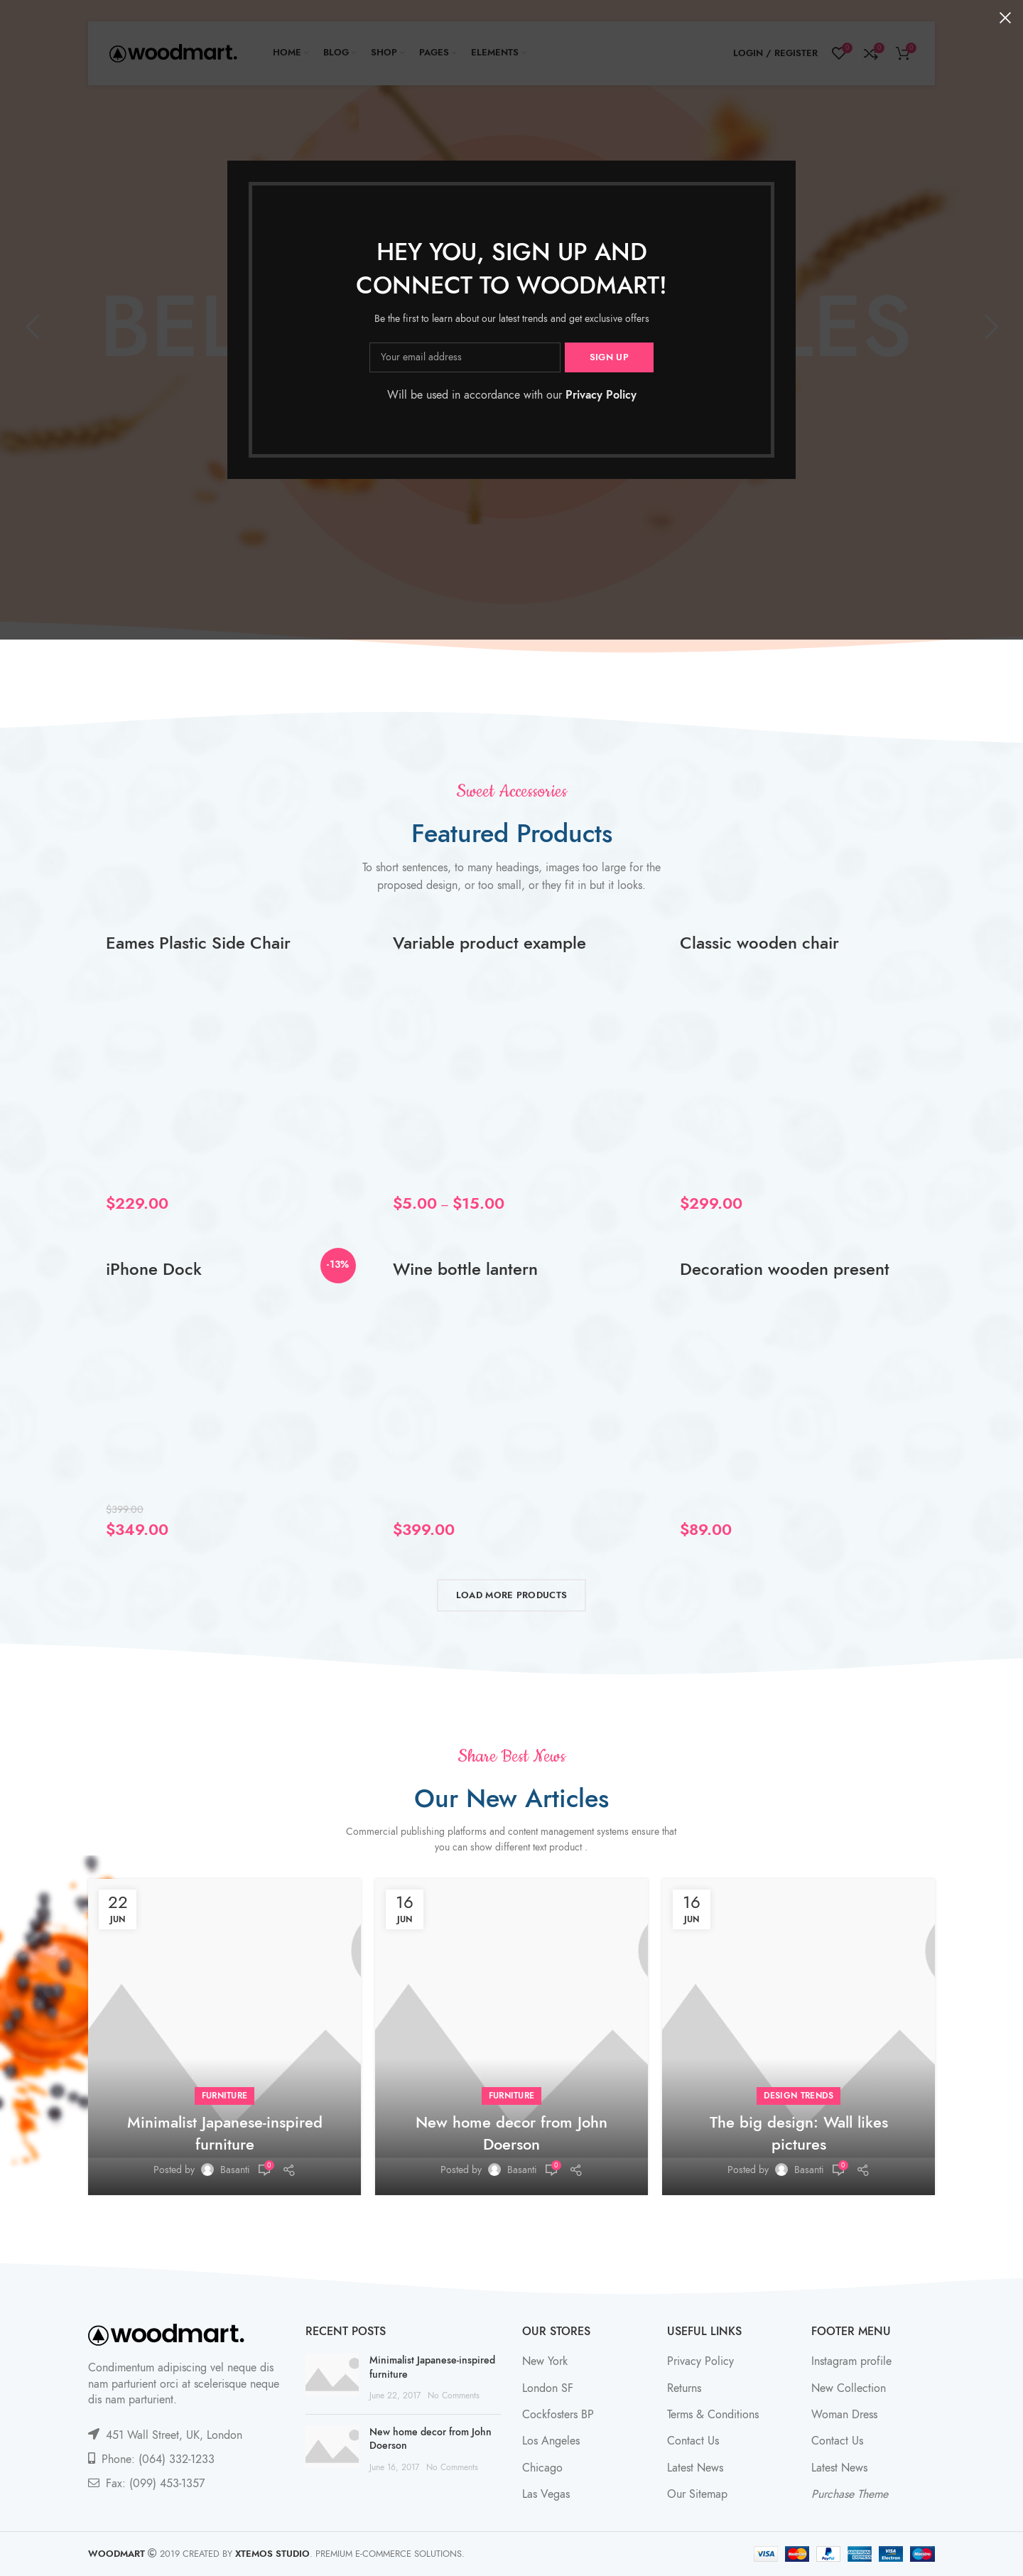 woodmart.
HOME BLOG SHOP PAGES ELEMENTS
LOGIN / REGISTER 0 0 0
HEY YOU, SIGN UP AND
CONNECT TO WOODMART!
Be the first to learn about our latest trends and get exclusive offers
Your email address SIGN UP
Will be used in accordance with our Privacy Policy
Sweet Accessories
Featured Products
To short sentences, to many headings, images too large for the
proposed design, or too small, or they fit in but it looks.
Eames Plastic Side Chair
Variable product example
Classic wooden chair
$229.00
$5.00 – $15.00
$299.00
iPhone Dock
-13%
Wine bottle lantern
Decoration wooden present
$399.00
$349.00
$399.00
$89.00
LOAD MORE PRODUCTS
Share Best News
Our New Articles
Commercial publishing platforms and content management systems ensure that
you can show different text product .
22
JUN
FURNITURE
Minimalist Japanese-inspired
furniture
Posted by Basanti 0
16
JUN
FURNITURE
New home decor from John
Doerson
Posted by Basanti 0
16
JUN
DESIGN TRENDS
The big design: Wall likes
pictures
Posted by Basanti 0
woodmart.
Condimentum adipiscing vel neque dis
nam parturient orci at scelerisque neque
dis nam parturient.
451 Wall Street, UK, London
Phone: (064) 332-1233
Fax: (099) 453-1357
RECENT POSTS
Minimalist Japanese-inspired
furniture
June 22, 2017 No Comments
New home decor from John
Doerson
June 16, 2017 No Comments
OUR STORES
New York
London SF
Cockfosters BP
Los Angeles
Chicago
Las Vegas
USEFUL LINKS
Privacy Policy
Returns
Terms & Conditions
Contact Us
Latest News
Our Sitemap
FOOTER MENU
Instagram profile
New Collection
Woman Dress
Contact Us
Latest News
Purchase Theme
WOODMART © 2019 CREATED BY XTEMOS STUDIO. PREMIUM E-COMMERCE SOLUTIONS.
VISA MasterCard PayPal AMERICAN EXPRESS VISA Electron Maestro